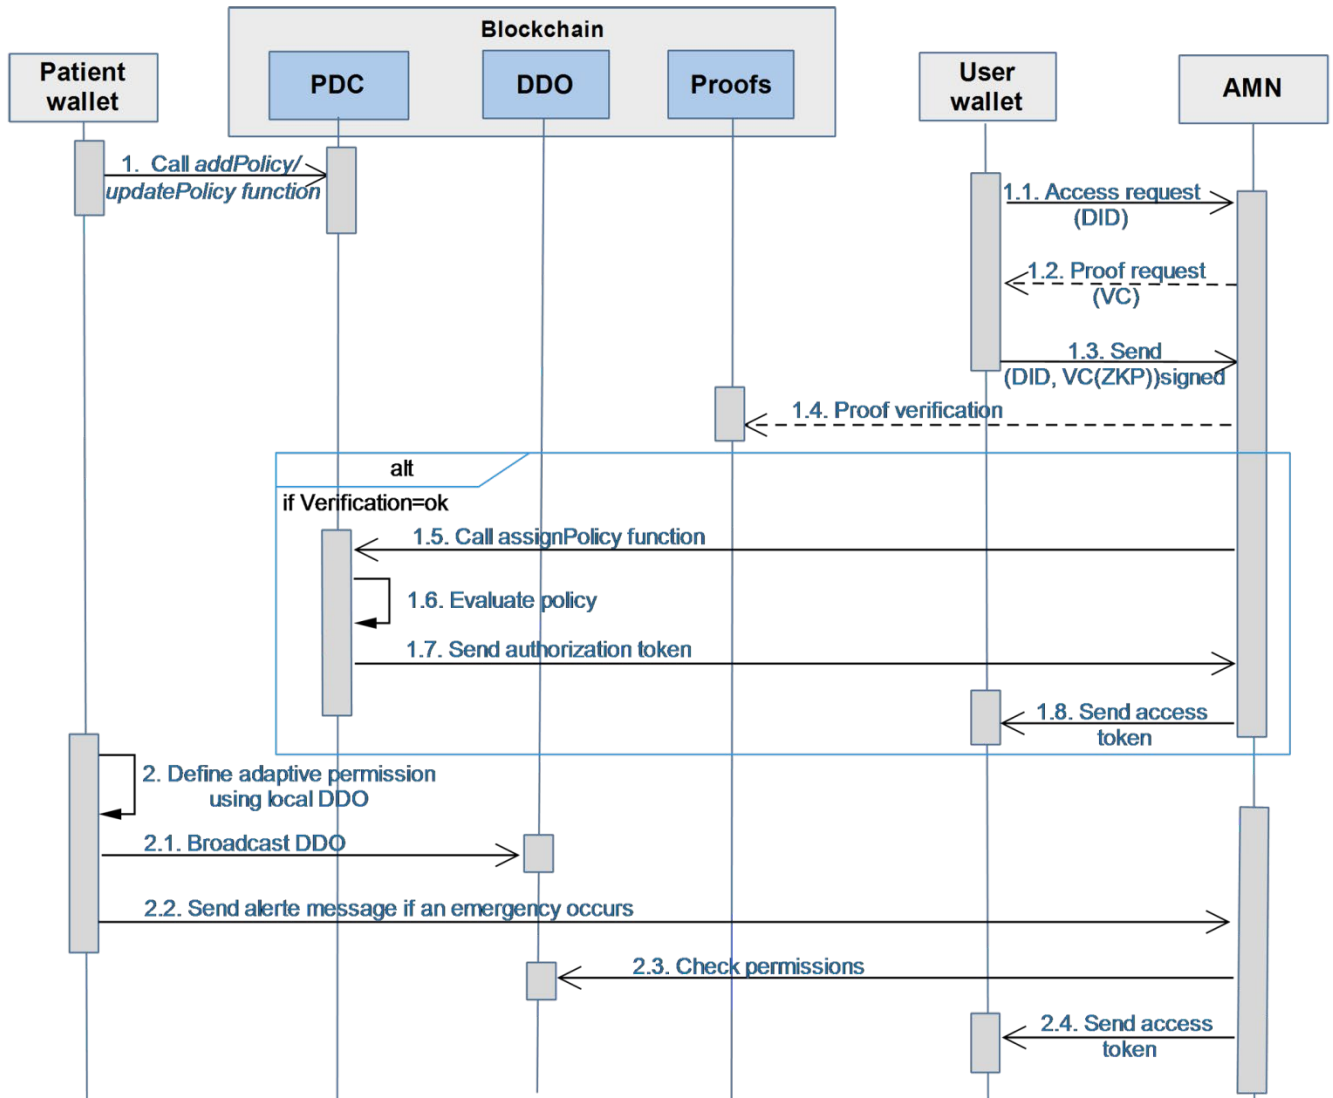 Blockchain
Patient
wallet
PDC
DDO
Proofs
User
wallet
AMN
1. Call addPolicy/
updatePolicy function
1.1. Access request
(DID)
1.2. Proof request
(VC)
1.3. Send
(DID, VC(ZKP))signed
1.4. Proof verification
alt
if Verification=ok
1.5. Call assignPolicy function
1.6. Evaluate policy
1.7. Send authorization token
1.8. Send access
token
2. Define adaptive permission
using local DDO
2.1. Broadcast DDO
2.2. Send alerte message if an emergency occurs
2.3. Check permissions
2.4. Send access
token